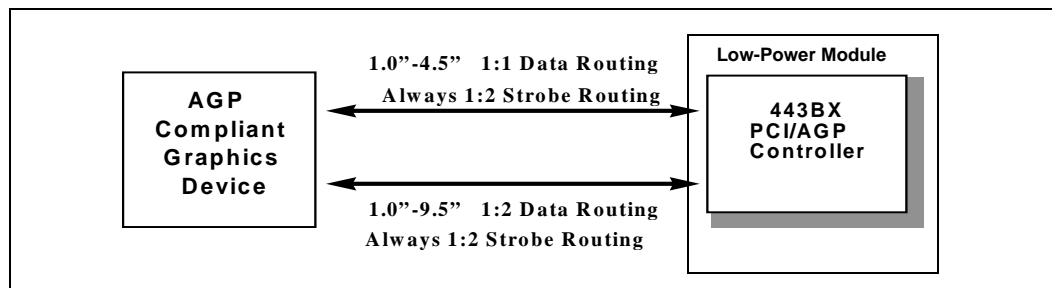 Low-Power Module
1.0”-4.5” 1:1 Data Routing
Always 1:2 Strobe Routing
AGP
Compliant
Graphics
Device
443BX
PCI/AGP
Controller
1.0”-9.5” 1:2 Data Routing
Always 1:2 Strobe Routing